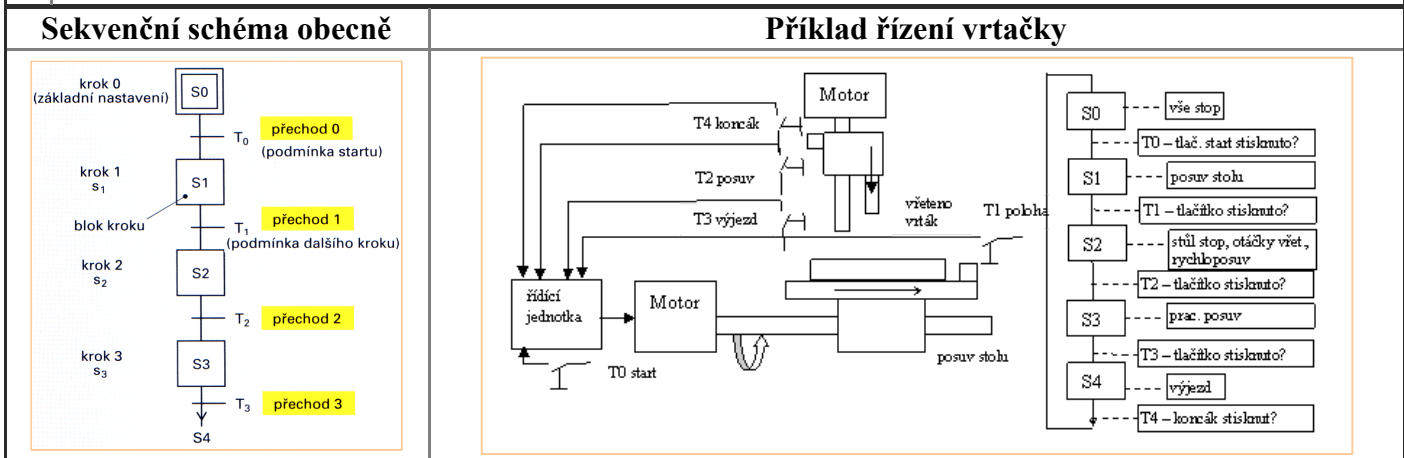 Sekvenční schéma obecně
Příklad řízení vrtačky
krok 0
(základní nastavení)
S0
T0
přechod 0
(podmínka startu)
krok 1
s1
S1
blok kroku
T1
přechod 1
(podmínka dalšího kroku)
krok 2
s2
S2
T2
přechod 2
krok 3
s3
S3
T3
přechod 3
S4
Motor
T4 koncák
T2 posuv
T3 výjezd
vřeteno
vrták
T1 poloha
řídící
jednotka
Motor
T0 start
posuv stolu
S0
vše stop
T0 – tlač. start stisknuto?
S1
posuv stolu
T1 – tlačítko stisknuto?
S2
stůl stop, otáčky vřet.,
rychloposuv
T2 – tlačítko stisknuto?
S3
prac. posuv
T3 – tlačítko stisknuto?
S4
výjezd
T4 – koncák stisknut?